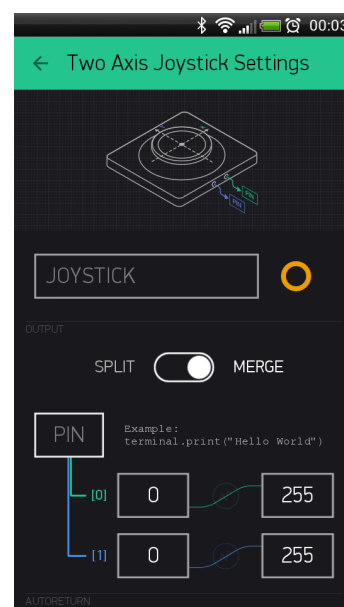 00:03
← Two Axis Joystick Settings
PIN
PIN
JOYSTICK
OUTPUT
SPLIT MERGE
PIN
Example:
terminal.print("Hello World")
[0] 0 255
[1] 0 255
AUTORETURN